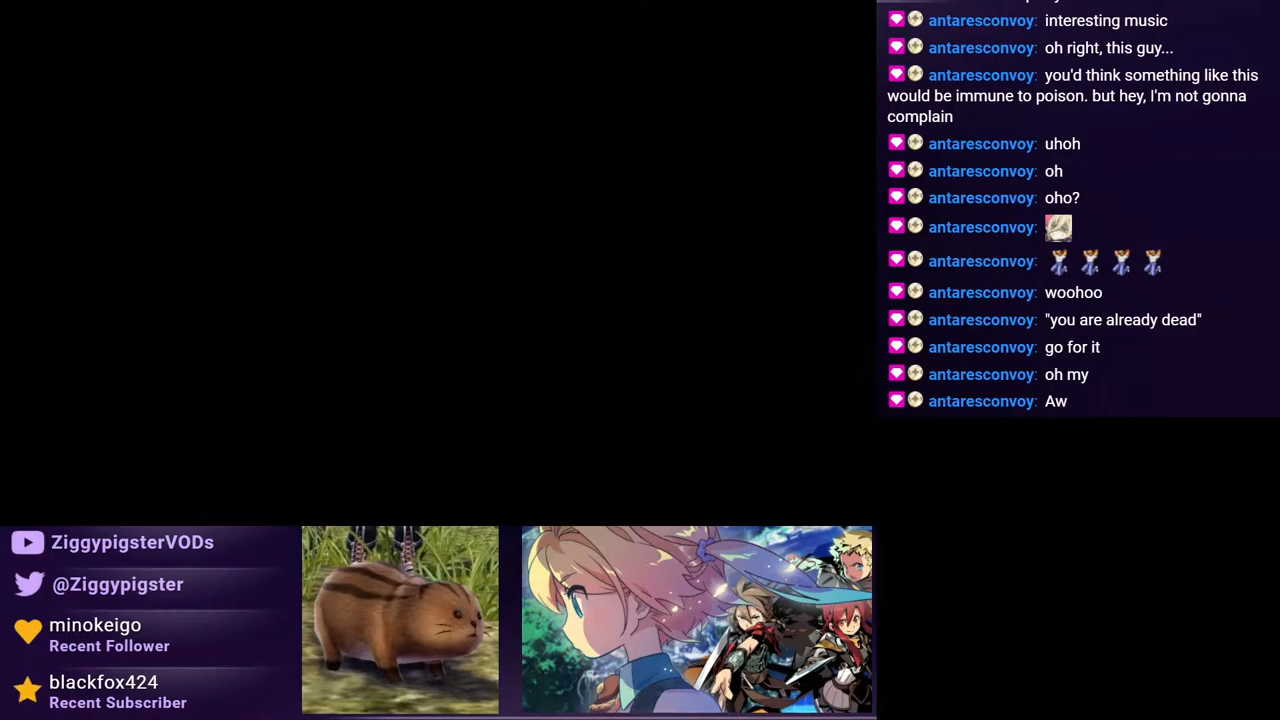 antaresconvoy: interesting music
antaresconvoy: oh right, this guy...
antaresconvoy: you'd think something like this
would be immune to poison. but hey, I'm not gonna
complain
antaresconvoy: uhoh
antaresconvoy: oh
antaresconvoy: oho?
antaresconvoy:
antaresconvoy:
antaresconvoy: woohoo
antaresconvoy: "you are already dead"
antaresconvoy: go for it
antaresconvoy: oh my
antaresconvoy: Aw
ZiggypigsterVODs
@Ziggypigster
minokeigo
Recent Follower
blackfox424
Recent Subscriber